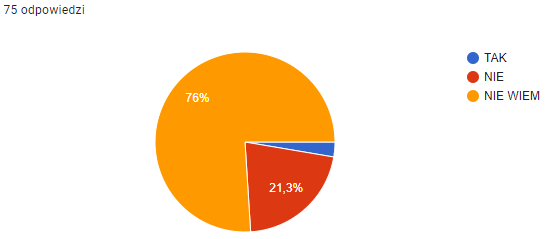 75 odpowiedzi
TAK
NIE
NIE WIEM
76%
21,3%